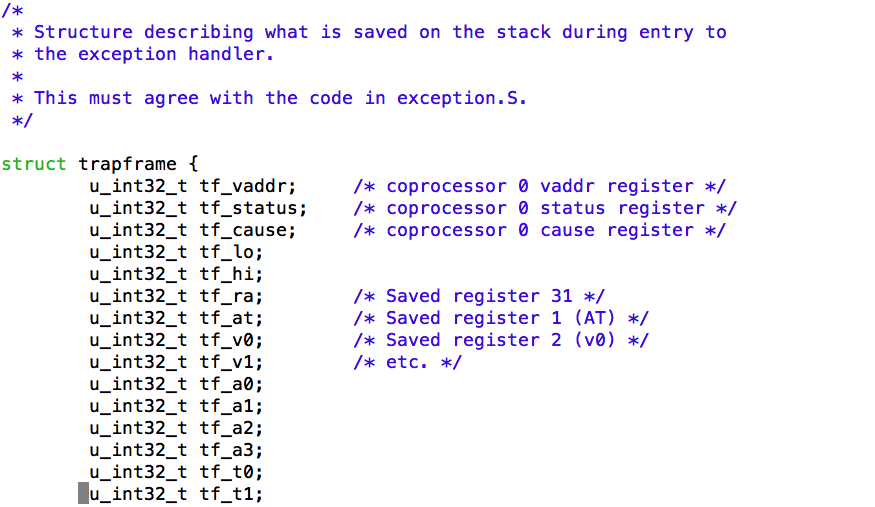 /*
 * Structure describing what is saved on the stack during entry to
 * the exception handler.
 *
 * This must agree with the code in exception.S.
 */
struct trapframe {
        u_int32_t tf_vaddr;     /* coprocessor 0 vaddr register */
        u_int32_t tf_status;    /* coprocessor 0 status register */
        u_int32_t tf_cause;     /* coprocessor 0 cause register */
        u_int32_t tf_lo;
        u_int32_t tf_hi;
        u_int32_t tf_ra;        /* Saved register 31 */
        u_int32_t tf_at;        /* Saved register 1 (AT) */
        u_int32_t tf_v0;        /* Saved register 2 (v0) */
        u_int32_t tf_v1;        /* etc. */
        u_int32_t tf_a0;
        u_int32_t tf_a1;
        u_int32_t tf_a2;
        u_int32_t tf_a3;
        u_int32_t tf_t0;
        u_int32_t tf_t1;